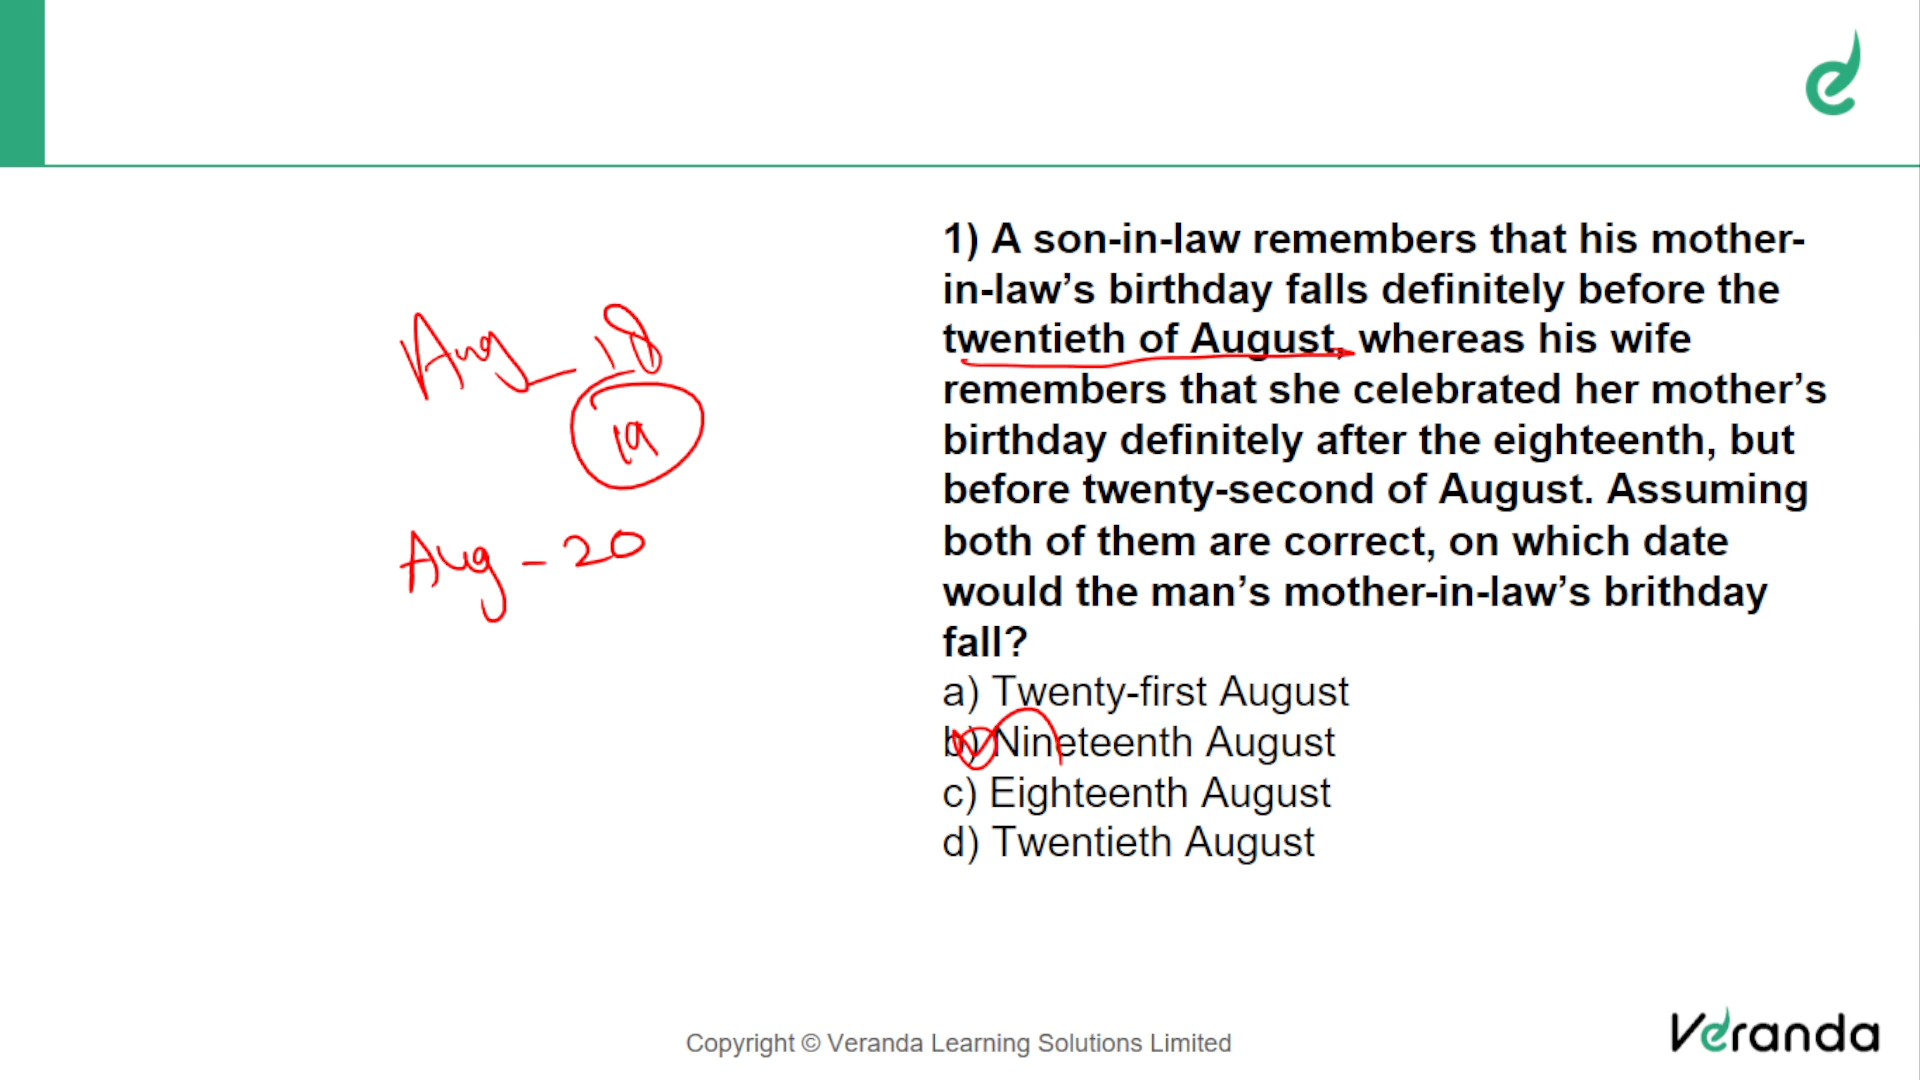 1) A son-in-law remembers that his mother-
in-law’s birthday falls definitely before the
twentieth of August, whereas his wife
remembers that she celebrated her mother’s
birthday definitely after the eighteenth, but
before twenty-second of August. Assuming
both of them are correct, on which date
would the man’s mother-in-law’s brithday
fall?
a) Twenty-first August
b) Nineteenth August
c) Eighteenth August
d) Twentieth August
Aug - 18
19
Aug - 20
Copyright © Veranda Learning Solutions Limited
Veranda